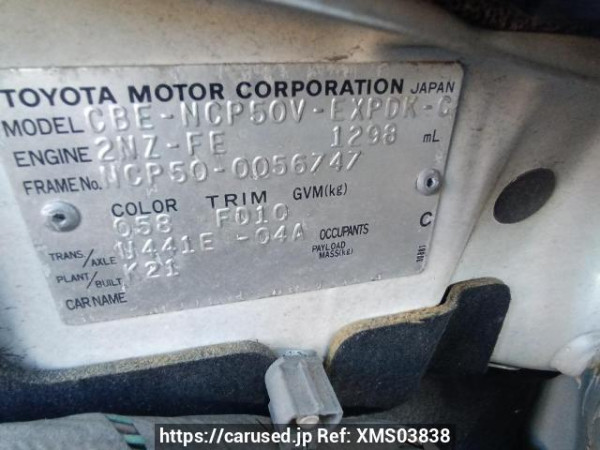 TOYOTA MOTOR CORPORATION JAPAN
MODEL CBE-NCP50V-EXPDK-G
ENGINE 2NZ-FE 1298 mL
FRAME No. NCP50-0056747
COLOR TRIM GVM(kg)
058 FD10
TRANS./AXLE U441E -04A OCCUPANTS C
PLANT/BUILT K21 PAYLOAD MASS(kg)
CAR NAME
https://carused.jp Ref: XMS03838